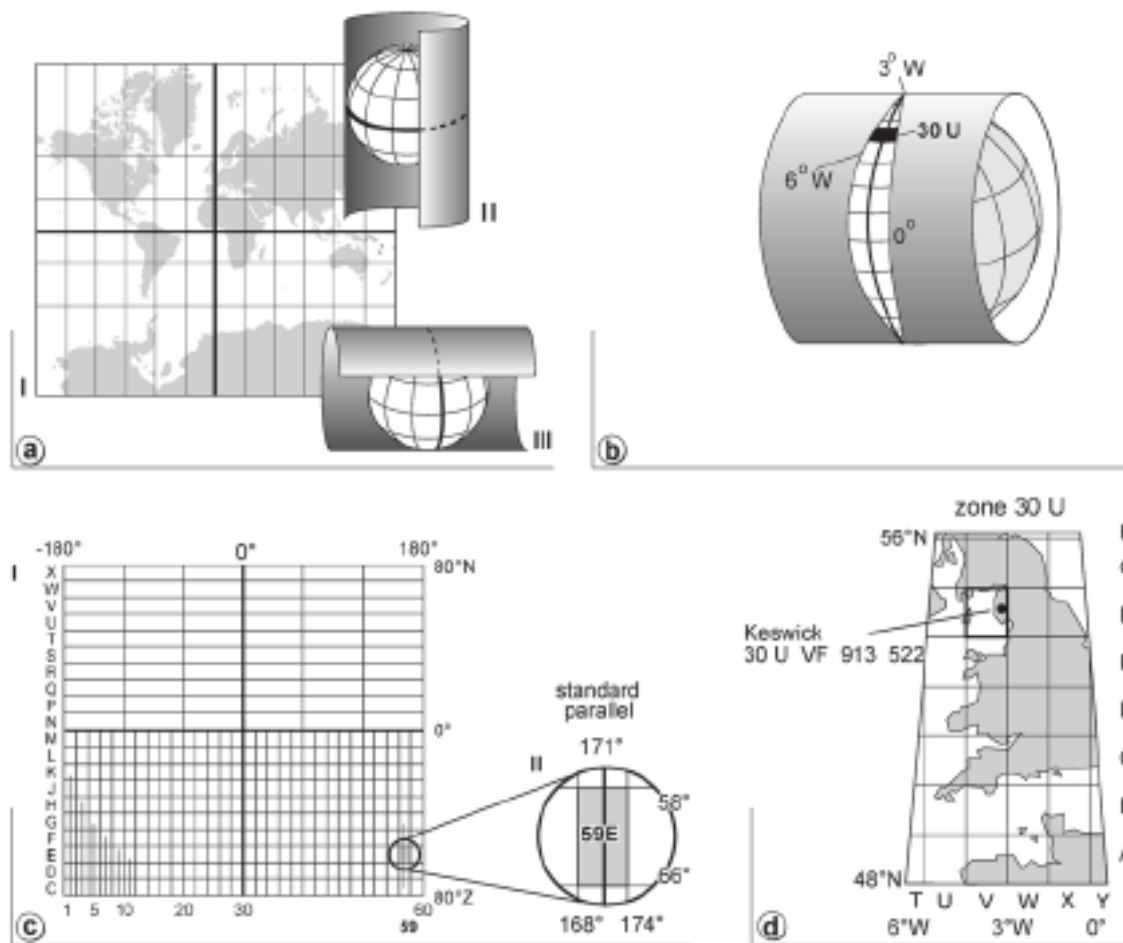 II
I
III
a
3° W
30 U
6° W
0°
b
I
-180° 0° 180°
X
W
V
U
T
S
R
Q
P
N
M
L
K
J
H
G
F
E
D
C
80°N
0°
80°Z
1 5 10 20 30 60
59
c
standard
parallel
171°
II
58°
59E
66°
168° 174°
zone 30 U
56°N
Keswick
30 U VF 913 522
48°N
T U V W X Y
6°W 3°W 0°
d